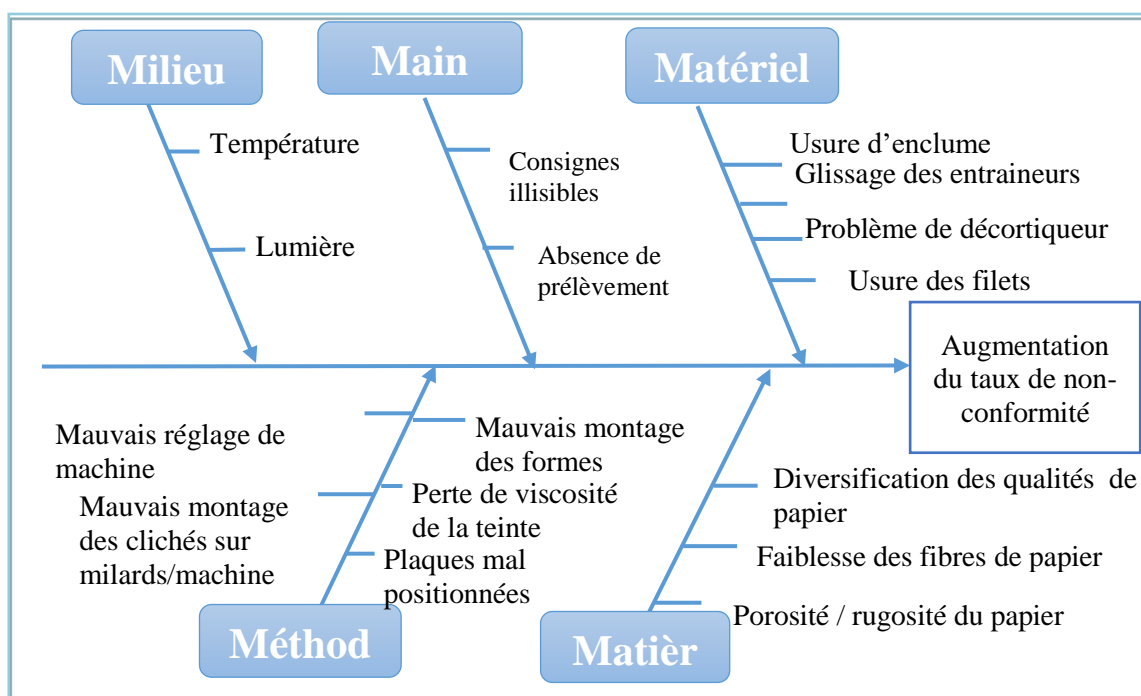 Milieu
Température
Lumière
Main
Consignes
illisibles
Absence de
prélèvement
Matériel
Usure d’enclume
Glissage des entraineurs
Problème de décortiqueur
Usure des filets
Augmentation
du taux de non-
conformité
Mauvais réglage de
machine
Mauvais montage
des clichés sur
milards/machine
Mauvais montage
des formes
Perte de viscosité
de la teinte
Plaques mal
positionnées
Méthod
Diversification des qualités de
papier
Faiblesse des fibres de papier
Porosité / rugosité du papier
Matièr